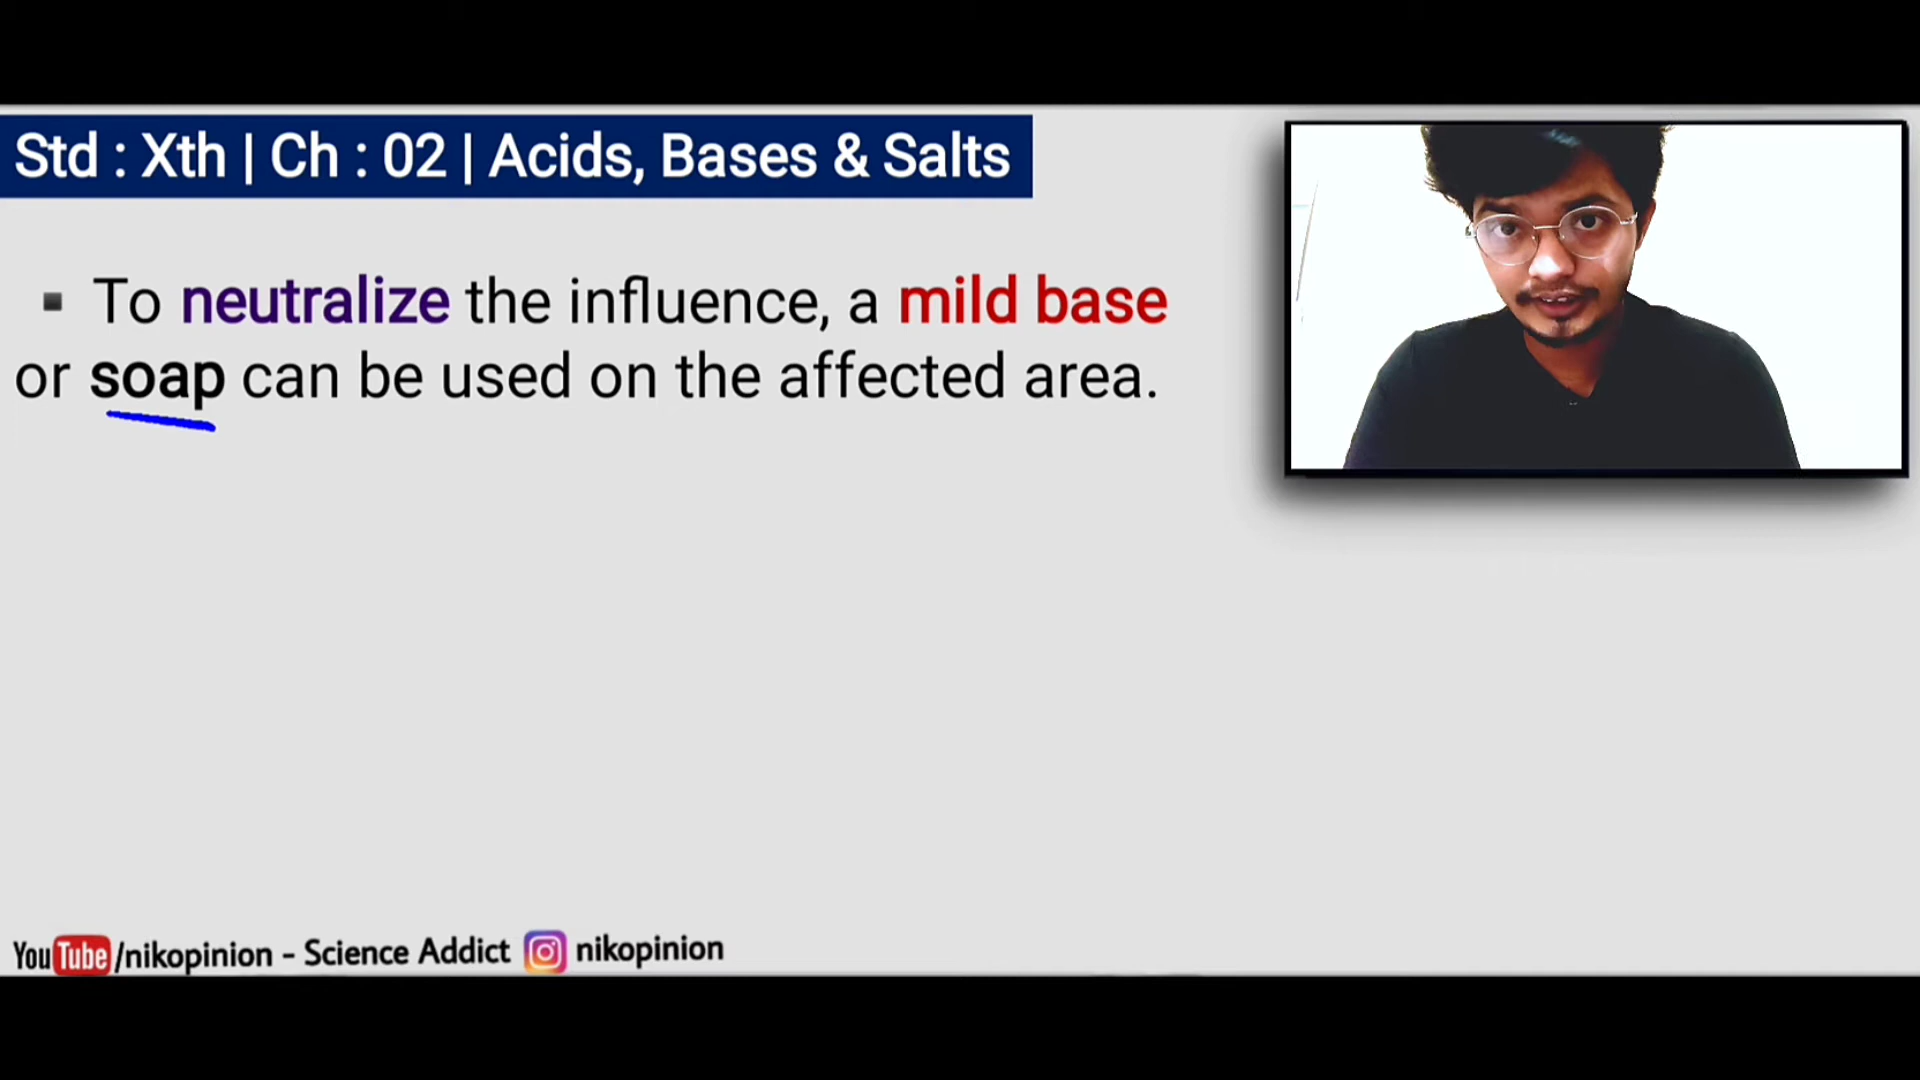 Std : Xth | Ch : 02 | Acids, Bases & Salts
▪ To neutralize the influence, a mild base
or soap can be used on the affected area.
YouTube/nikopinion - Science Addict nikopinion